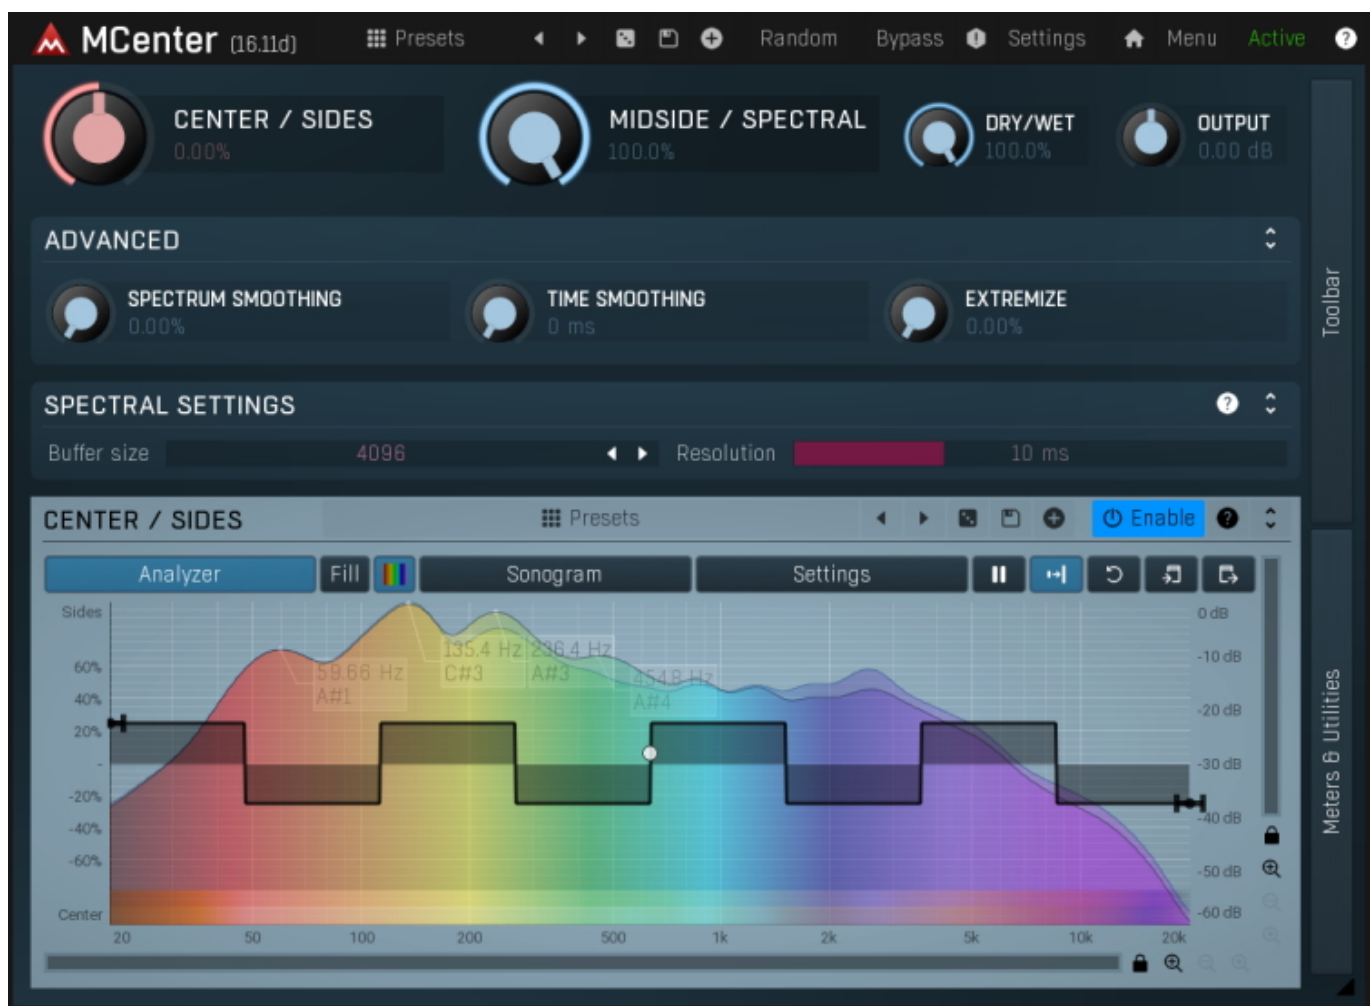 MCenter (16.11d) Presets Random Bypass Settings Menu Active ?
CENTER / SIDES
0.00%
MIDSIDE / SPECTRAL
100.0%
DRY/WET
100.0%
OUTPUT
0.00 dB
Toolbar
ADVANCED
SPECTRUM SMOOTHING
0.00%
TIME SMOOTHING
0 ms
EXTREMIZE
0.00%
SPECTRAL SETTINGS ?
Buffer size 4096 Resolution 10 ms
CENTER / SIDES Presets Enable ?
Analyzer Fill Sonogram Settings
Meters & Utilities
Sides
60%
40%
20%
-
-20%
-40%
-60%
Center
59.66 Hz
A#1
135.4 Hz
C#3
236.4 Hz
A#3
454.8 Hz
A#4
0 dB
-10 dB
-20 dB
-30 dB
-40 dB
-50 dB
-60 dB
20 50 100 200 500 1k 2k 5k 10k 20k